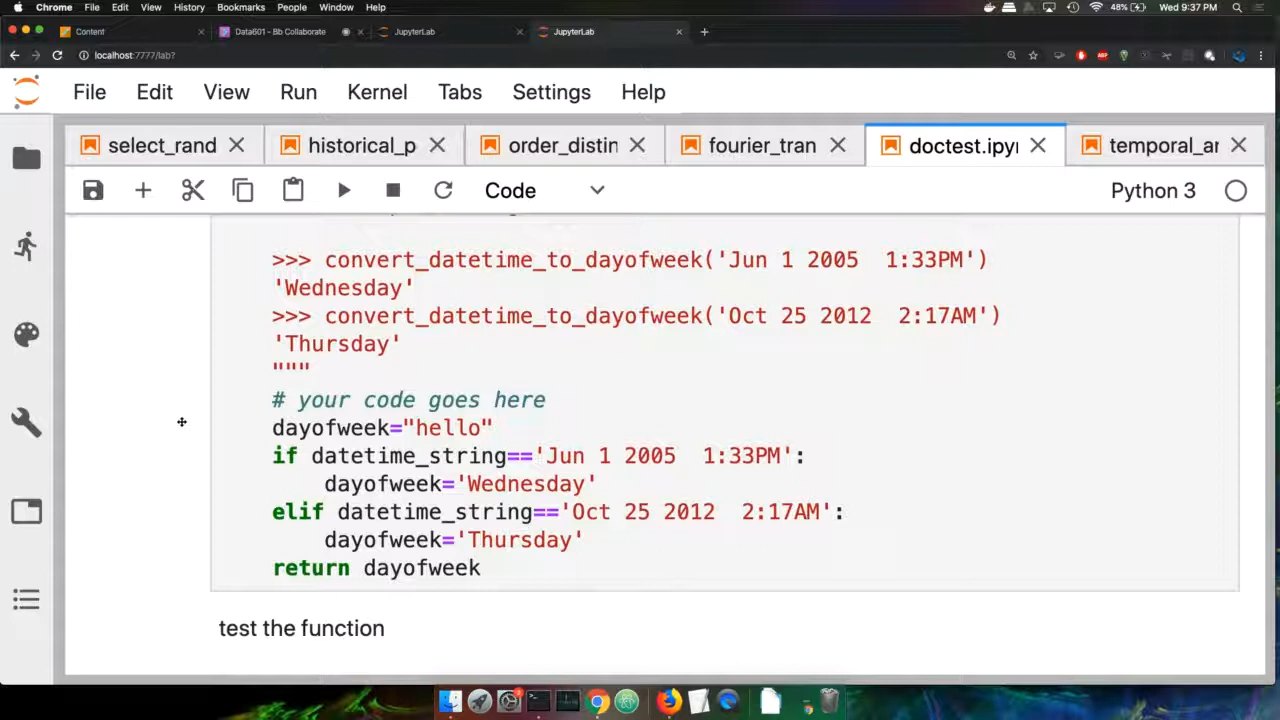 Chrome File Edit View History Bookmarks People Window Help 48% Wed 9:37 PM
Content Data601 - Bb Collaborate JupyterLab JupyterLab
localhost:7777/lab?
File Edit View Run Kernel Tabs Settings Help
select_rand historical_p order_distin fourier_tran doctest.ipyn temporal_ar
Code Python 3
>>> convert_datetime_to_dayofweek('Jun 1 2005  1:33PM')
'Wednesday'
>>> convert_datetime_to_dayofweek('Oct 25 2012  2:17AM')
'Thursday'
"""
# your code goes here
dayofweek="hello"
if datetime_string=='Jun 1 2005  1:33PM':
dayofweek='Wednesday'
elif datetime_string=='Oct 25 2012  2:17AM':
dayofweek='Thursday'
return dayofweek
test the function